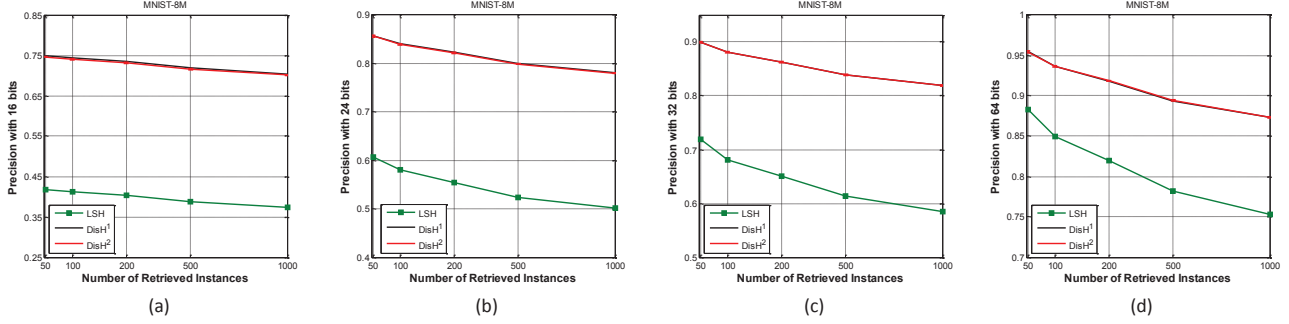 MNIST-8M
0.85
0.75
0.65
0.55
0.45
0.35
0.25
Precision with 16 bits
LSH
DisH¹
DisH²
50 100 200 500 1000
Number of Retrieved Instances
(a)
MNIST-8M
0.9
0.8
0.7
0.6
0.5
0.4
Precision with 24 bits
LSH
DisH¹
DisH²
50 100 200 500 1000
Number of Retrieved Instances
(b)
MNIST-8M
0.9
0.8
0.7
0.6
0.5
Precision with 32 bits
LSH
DisH¹
DisH²
50 100 200 500 1000
Number of Retrieved Instances
(c)
MNIST-8M
1
0.95
0.9
0.85
0.8
0.75
0.7
Precision with 64 bits
LSH
DisH¹
DisH²
50 100 200 500 1000
Number of Retrieved Instances
(d)